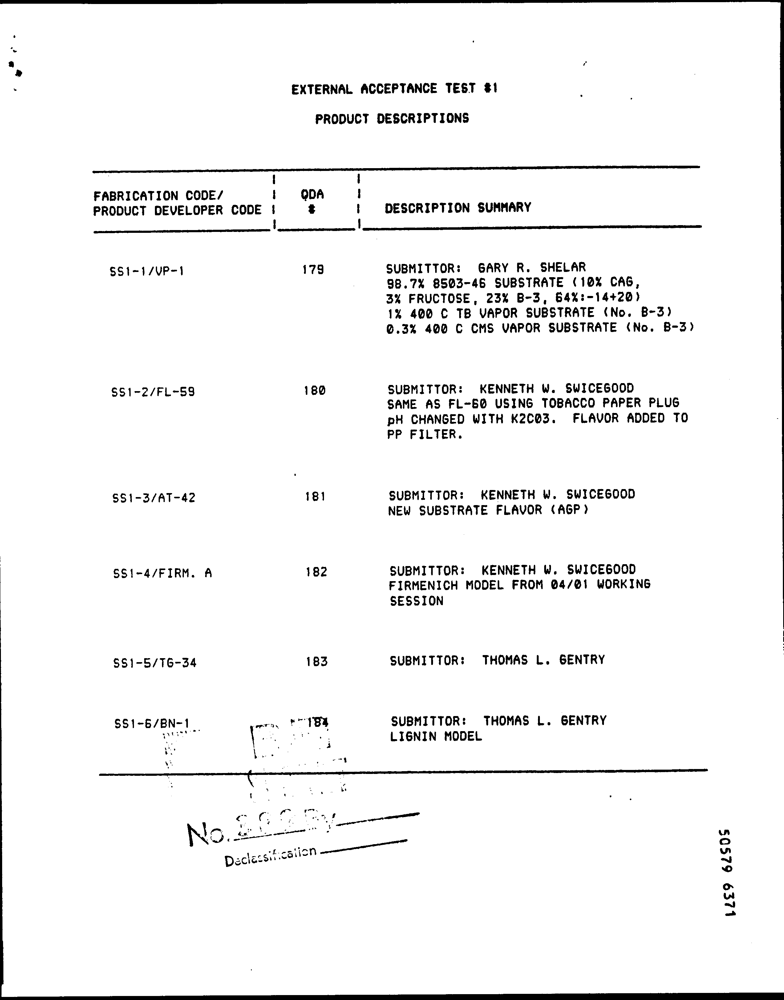 EXTERNAL ACCEPTANCE TEST #1
PRODUCT DESCRIPTIONS
FABRICATION CODE/ QDA
PRODUCT DEVELOPER CODE # DESCRIPTION SUMMARY
SS1-1/VP-1 179 SUBMITTOR: GARY R. SHELAR
98.7% 8503-46 SUBSTRATE (10% CAG,
3% FRUCTOSE, 23% B-3, 64%:-14+20)
1% 400 C TB VAPOR SUBSTRATE (No. B-3)
0.3% 400 C CMS VAPOR SUBSTRATE (No. B-3)
SS1-2/FL-59 180 SUBMITTOR: KENNETH W. SWICEGOOD
SAME AS FL-60 USING TOBACCO PAPER PLUG
pH CHANGED WITH K2CO3. FLAVOR ADDED TO
PP FILTER.
SS1-3/AT-42 181 SUBMITTOR: KENNETH W. SWICEGOOD
NEW SUBSTRATE FLAVOR (AGP)
SS1-4/FIRM. A 182 SUBMITTOR: KENNETH W. SWICEGOOD
FIRMENICH MODEL FROM 04/01 WORKING
SESSION
SS1-5/TG-34 183 SUBMITTOR: THOMAS L. GENTRY
SS1-6/BN-1 184 SUBMITTOR: THOMAS L. GENTRY
LIGNIN MODEL
No. By
Declassification
50579 6371